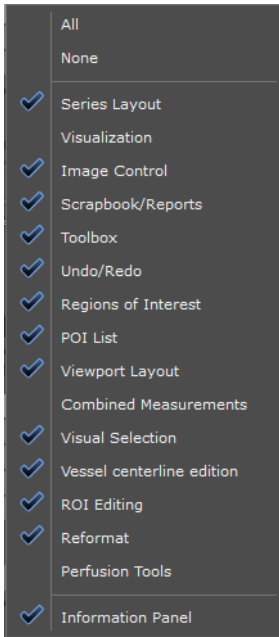 All
None
Series Layout
Visualization
Image Control
Scrapbook/Reports
Toolbox
Undo/Redo
Regions of Interest
POI List
Viewport Layout
Combined Measurements
Visual Selection
Vessel centerline edition
ROI Editing
Reformat
Perfusion Tools
Information Panel